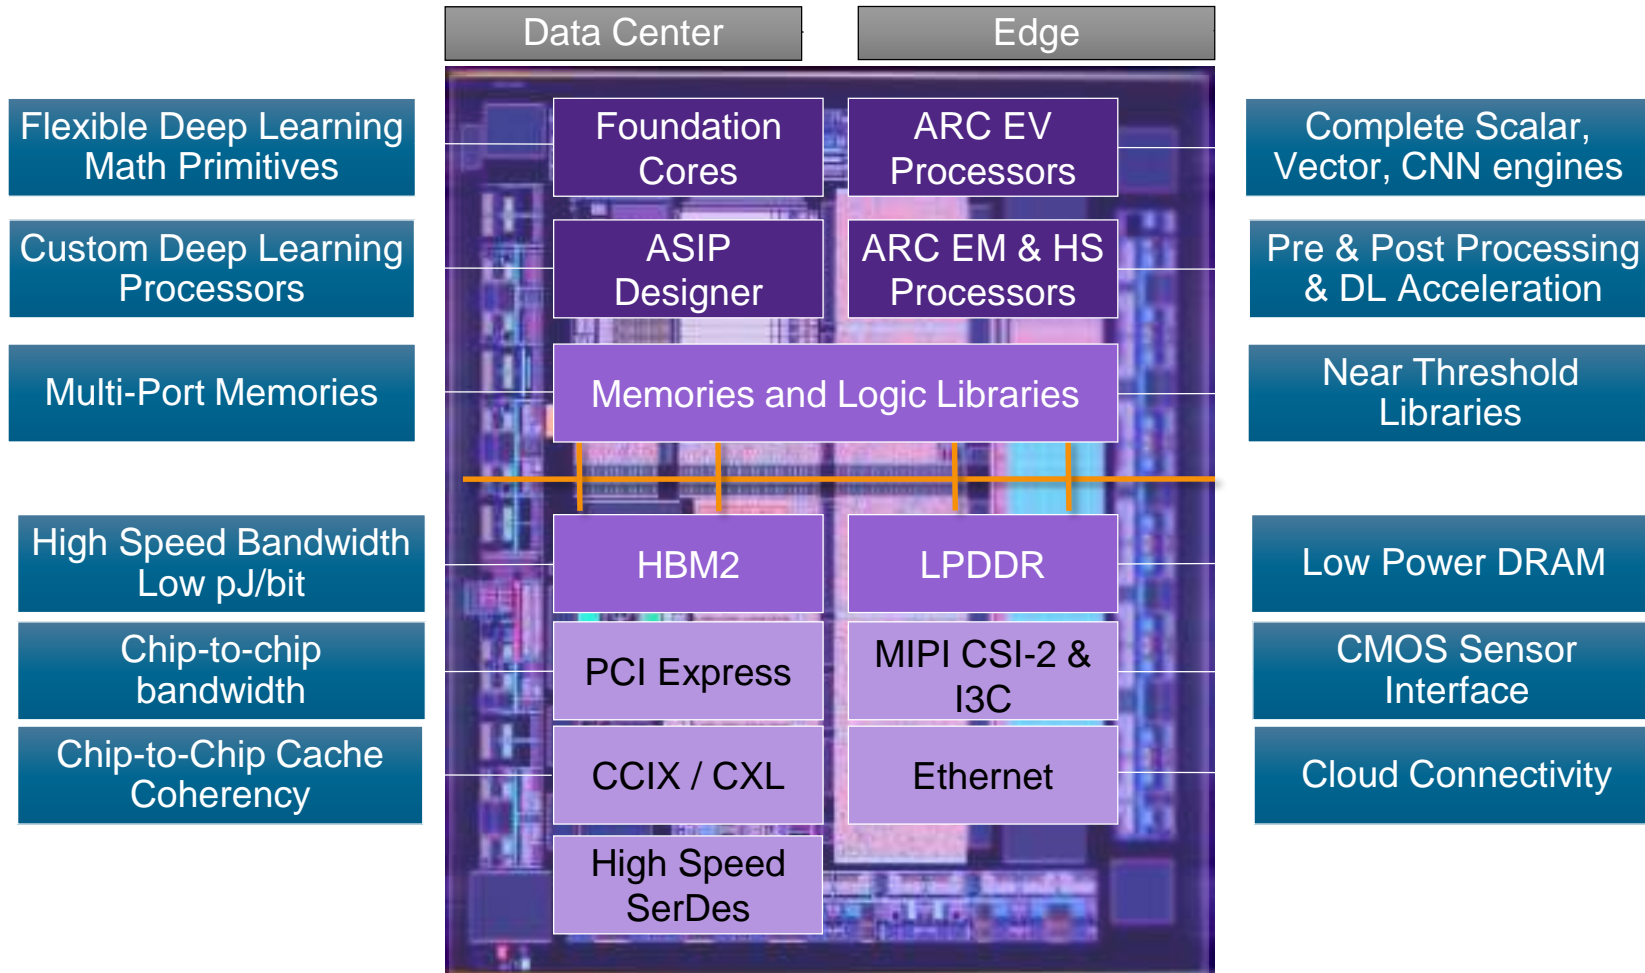 Data Center
Edge
Flexible Deep Learning
Math Primitives
Foundation
Cores
ARC EV
Processors
Complete Scalar,
Vector, CNN engines
Custom Deep Learning
Processors
ASIP
Designer
ARC EM & HS
Processors
Pre & Post Processing
& DL Acceleration
Multi-Port Memories
Memories and Logic Libraries
Near Threshold
Libraries
High Speed Bandwidth
Low pJ/bit
HBM2
LPDDR
Low Power DRAM
Chip-to-chip
bandwidth
PCI Express
MIPI CSI-2 &
I3C
CMOS Sensor
Interface
Chip-to-Chip Cache
Coherency
CCIX / CXL
Ethernet
Cloud Connectivity
High Speed
SerDes